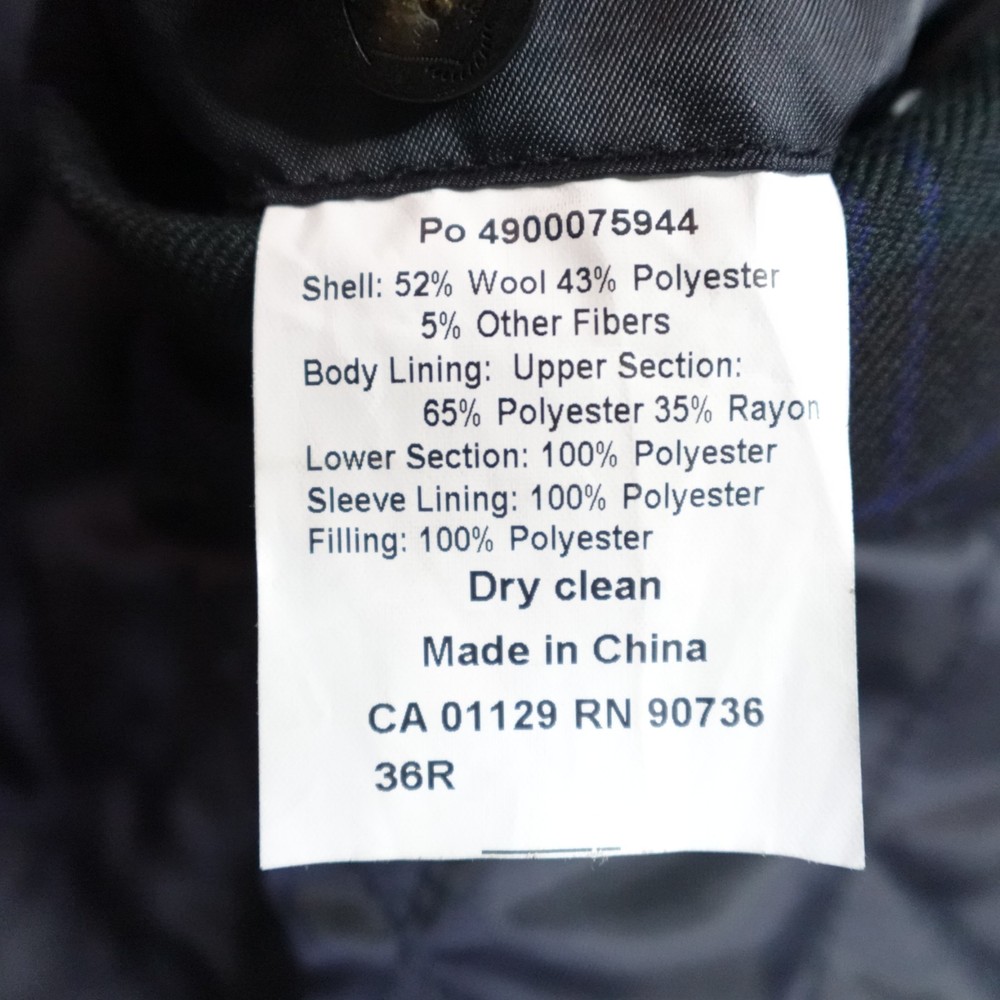 Po 4900075944
Shell: 52% Wool 43% Polyester
5% Other Fibers
Body Lining: Upper Section:
65% Polyester 35% Rayon
Lower Section: 100% Polyester
Sleeve Lining: 100% Polyester
Filling: 100% Polyester
Dry clean
Made in China
CA 01129 RN 90736
36R